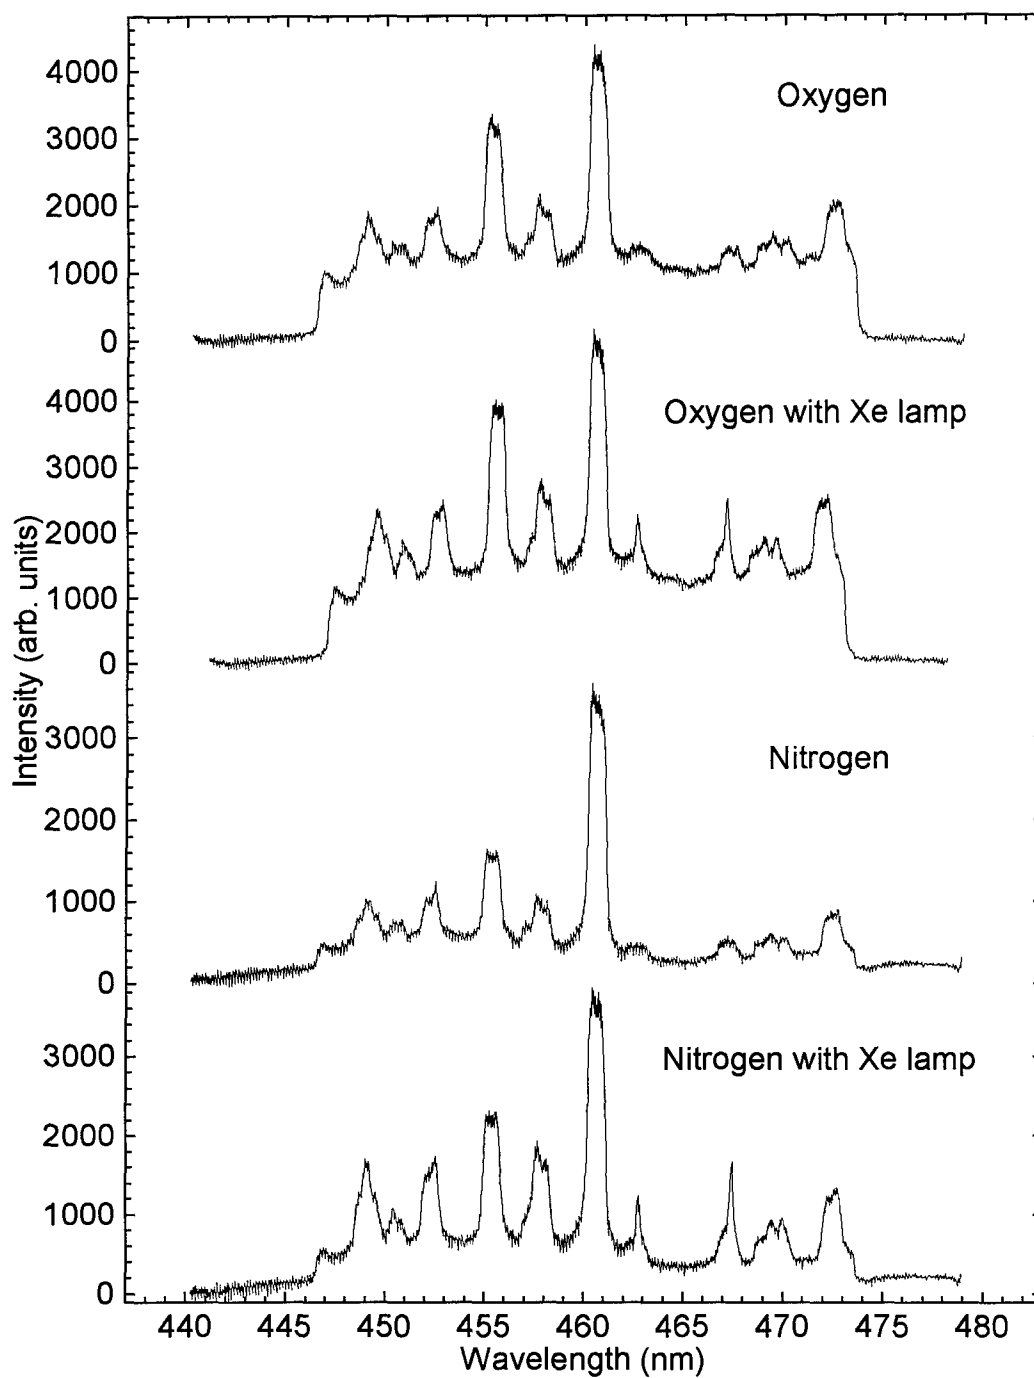 4000
3000
2000
1000
0
Oxygen
4000
3000
2000
1000
0
Oxygen with Xe lamp
3000
2000
1000
0
Nitrogen
3000
2000
1000
0
Nitrogen with Xe lamp
Intensity (arb. units)
440 445 450 455 460 465 470 475 480
Wavelength (nm)